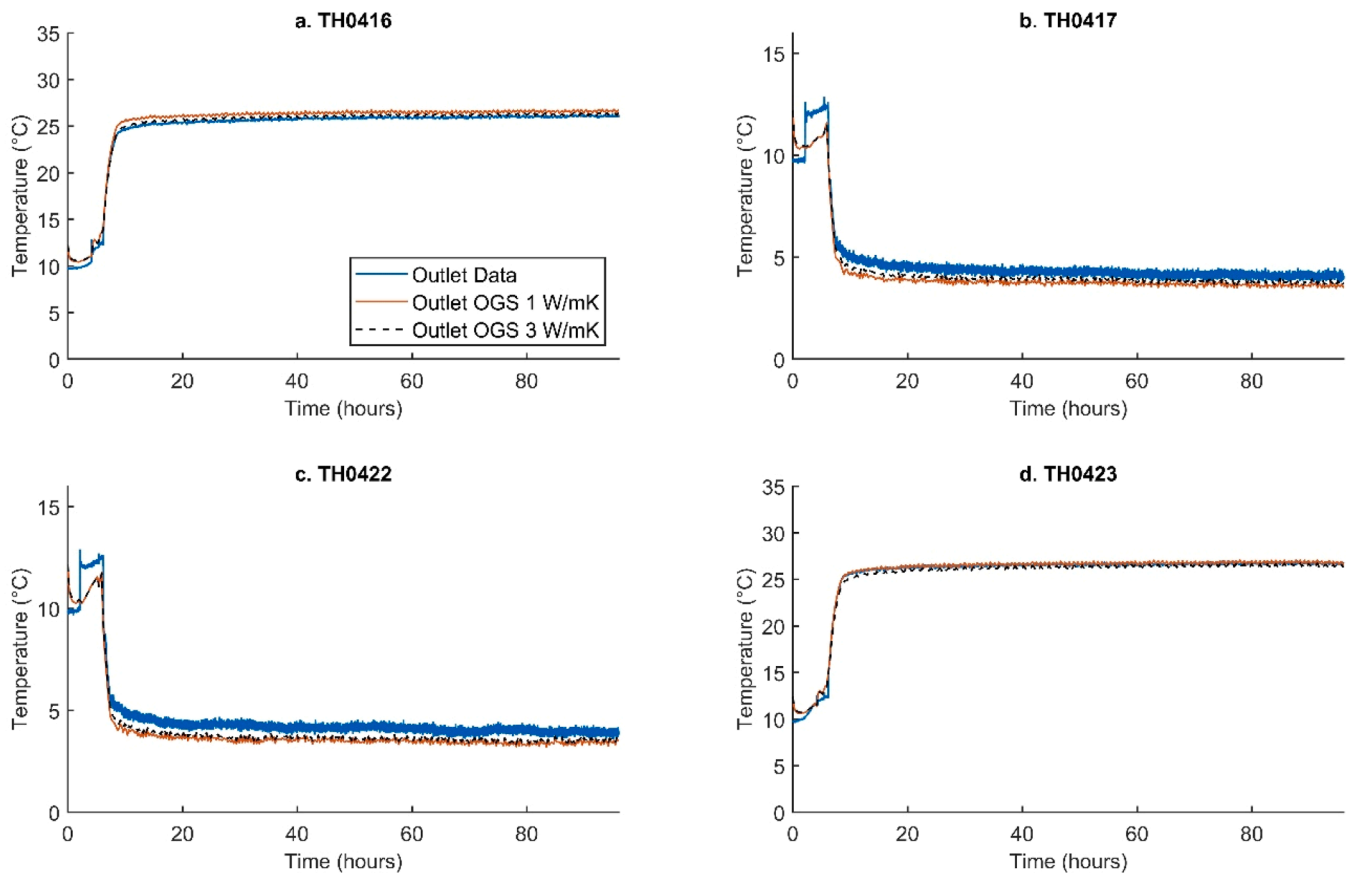 a. TH0416
35
30
25
20
15
10
5
0
Temperature (°C)
Outlet Data
Outlet OGS 1 W/mK
Outlet OGS 3 W/mK
0 20 40 60 80
Time (hours)
b. TH0417
15
10
5
0
Temperature (°C)
0 20 40 60 80
Time (hours)
c. TH0422
15
10
5
0
Temperature (°C)
0 20 40 60 80
Time (hours)
d. TH0423
35
30
25
20
15
10
5
0
Temperature (°C)
0 20 40 60 80
Time (hours)